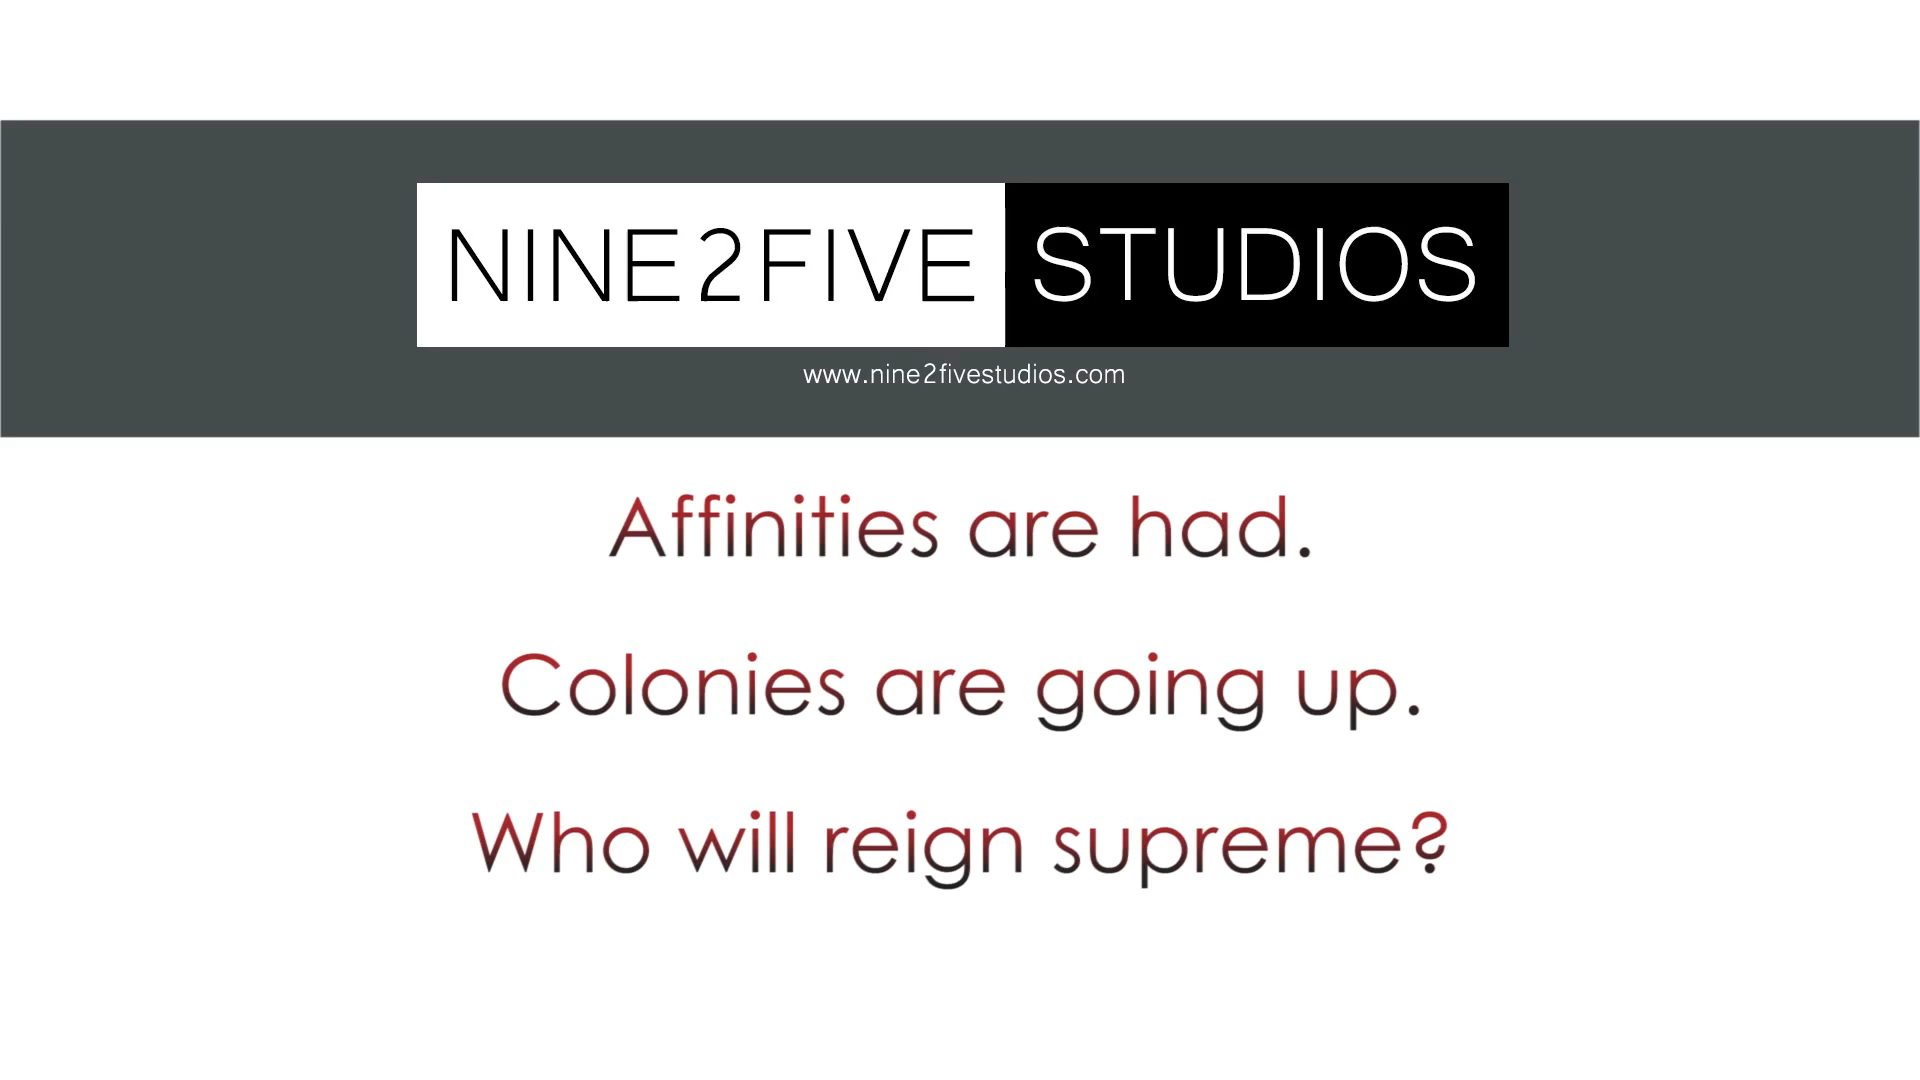 NINE2FIVE STUDIOS
www.nine2fivestudios.com
Affinities are had.
Colonies are going up.
Who will reign supreme?